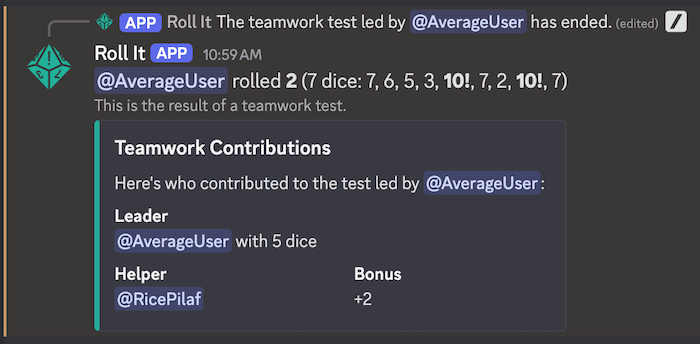 APP Roll It The teamwork test led by @AverageUser has ended. (edited)
Roll It APP 10:59 AM
@AverageUser rolled 2 (7 dice: 7, 6, 5, 3, 10!, 7, 2, 10!, 7)
This is the result of a teamwork test.
Teamwork Contributions
Here's who contributed to the test led by @AverageUser:
Leader
@AverageUser with 5 dice
Helper Bonus
@RicePilaf +2